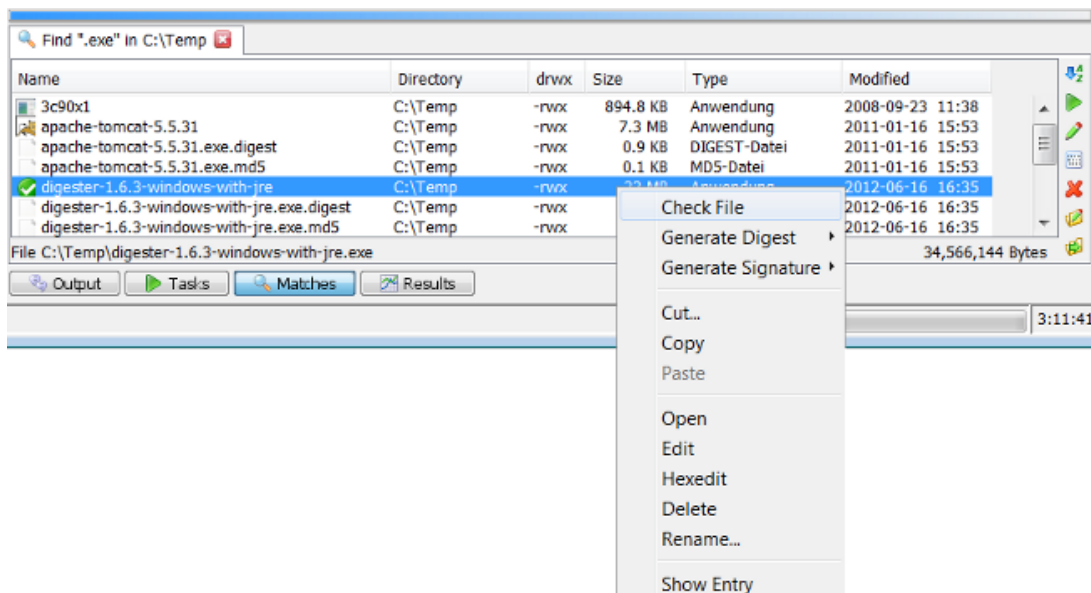 Find ".exe" in C:\Temp
Name Directory drwx Size Type Modified
3c90x1 C:\Temp -rwx 894.8 KB Anwendung 2008-09-23 11:38
apache-tomcat-5.5.31 C:\Temp -rwx 7.3 MB Anwendung 2011-01-16 15:53
apache-tomcat-5.5.31.exe.digest C:\Temp -rwx 0.9 KB DIGEST-Datei 2011-01-16 15:53
apache-tomcat-5.5.31.exe.md5 C:\Temp -rwx 0.1 KB MD5-Datei 2011-01-16 15:53
digester-1.6.3-windows-with-jre C:\Temp -rwx MB Anwendung 2012-06-16 16:35
digester-1.6.3-windows-with-jre.exe.digest C:\Temp -rwx 2012-06-16 16:35
digester-1.6.3-windows-with-jre.exe.md5 C:\Temp -rwx 2012-06-16 16:35
File C:\Temp\digester-1.6.3-windows-with-jre.exe 34,566,144 Bytes
Output Tasks Matches Results
3:11:41
Check File
Generate Digest
Generate Signature
Cut...
Copy
Paste
Open
Edit
Hexedit
Delete
Rename...
Show Entry